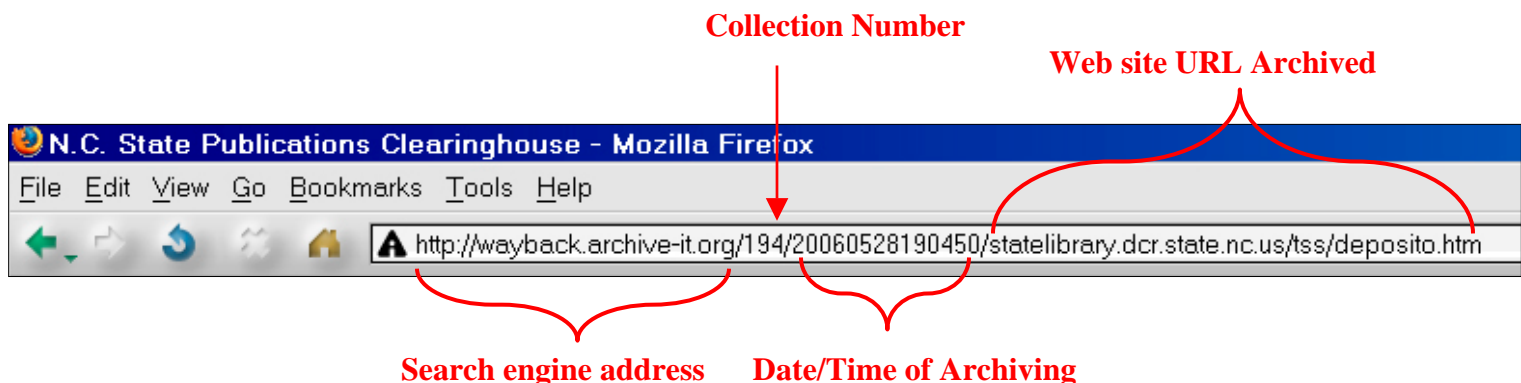 Collection Number
Web site URL Archived
N.C. State Publications Clearinghouse - Mozilla Firefox
File Edit View Go Bookmarks Tools Help
http://wayback.archive-it.org/194/20060528190450/statelibrary.dcr.state.nc.us/tss/deposito.htm
Search engine address Date/Time of Archiving